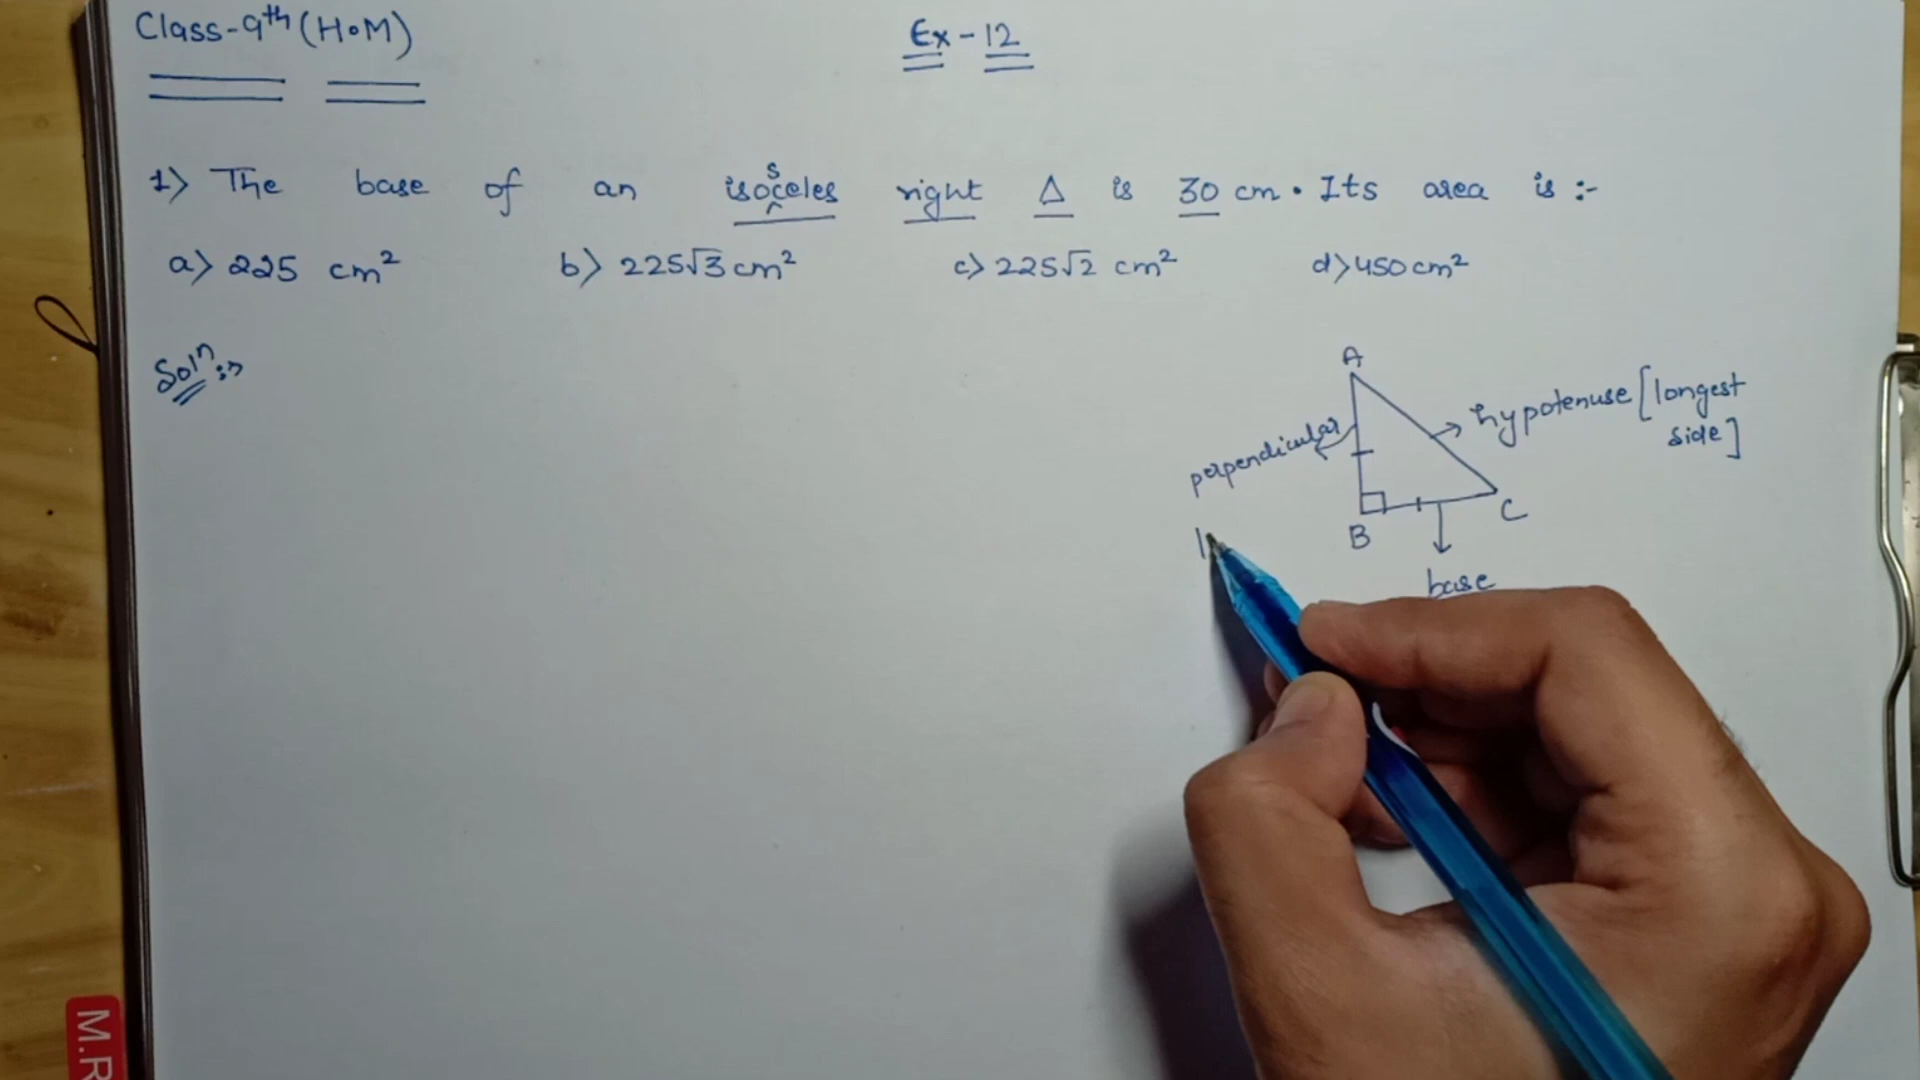 Class-9th (H.M)
Ex-12
1) The base of an isosceles right Δ is 30 cm. Its area is :-
a) 225 cm² b) 225√3 cm² c) 225√2 cm² d) 450 cm²
Solⁿ:→
A
perpendicular
hypotenuse [longest
side]
B
C
base
M.R